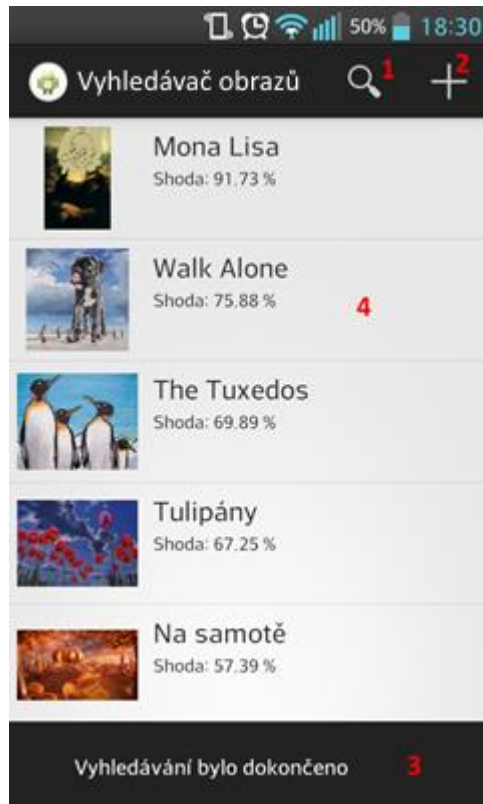 50% 18:30
Vyhledávač obrazů 1 2
Mona Lisa
Shoda: 91.73 %
Walk Alone
Shoda: 75.88 % 4
The Tuxedos
Shoda: 69.89 %
Tulipány
Shoda: 67.25 %
Na samotě
Shoda: 57.39 %
Vyhledávání bylo dokončeno 3